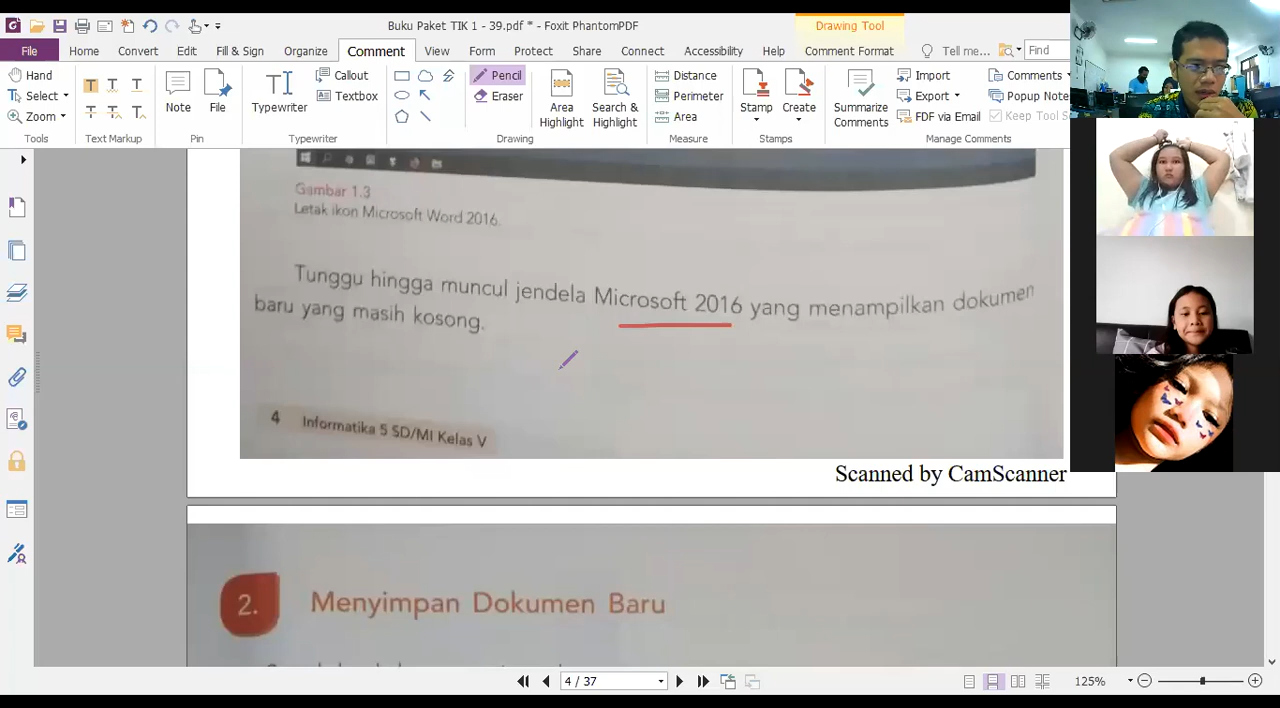 Buku Paket TIK 1 - 39.pdf * - Foxit PhantomPDF
Drawing Tool
File Home Convert Edit Fill & Sign Organize Comment View Form Protect Share Connect Accessibility Help Comment Format Tell me... Find
Hand
Select
Zoom
Tools
Text Markup
Note
File
Pin
Typewriter
Callout
Textbox
Typewriter
Pencil
Eraser
Area Highlight
Search & Highlight
Drawing
Distance
Perimeter
Area
Measure
Stamp
Create
Stamps
Summarize Comments
Import
Export
FDF via Email
Comments
Popup Note
Keep Tool S
Manage Comments
Gambar 1.3
Letak ikon Microsoft Word 2016.
Tunggu hingga muncul jendela Microsoft 2016 yang menampilkan dokumen
baru yang masih kosong.
4 Informatika 5 SD/MI Kelas V
Scanned by CamScanner
2. Menyimpan Dokumen Baru
4 / 37
125%